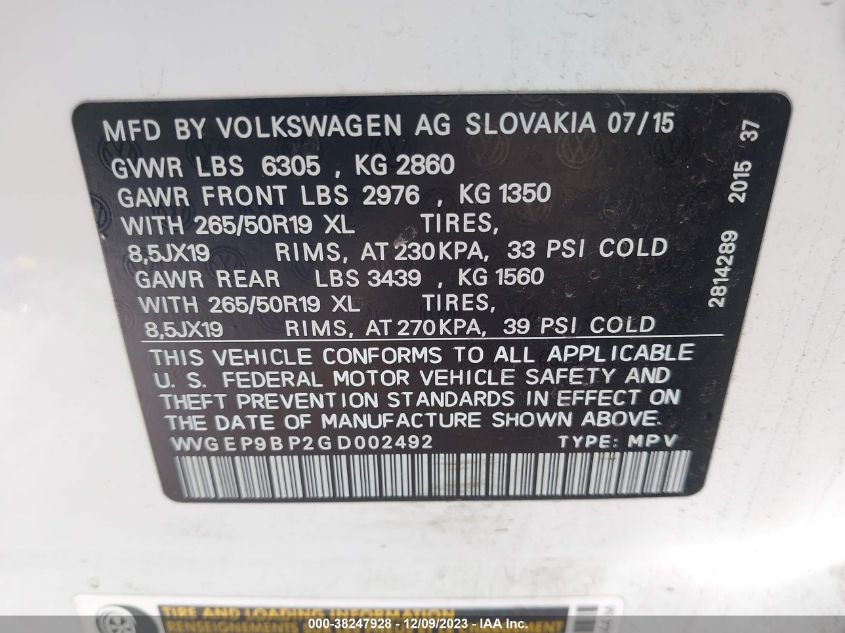 MFD BY VOLKSWAGEN AG SLOVAKIA 07/15
GVWR LBS 6305 , KG 2860
GAWR FRONT LBS 2976 , KG 1350
WITH 265/50R19 XL TIRES,
8,5JX19 RIMS, AT 230KPA, 33 PSI COLD
GAWR REAR LBS 3439 , KG 1560
WITH 265/50R19 XL TIRES,
8,5JX19 RIMS, AT 270KPA, 39 PSI COLD
THIS VEHICLE CONFORMS TO ALL APPLICABLE
U. S. FEDERAL MOTOR VEHICLE SAFETY AND
THEFT PREVENTION STANDARDS IN EFFECT ON
THE DATE OF MANUFACTURE SHOWN ABOVE.
WVGEP9BP2GD002492 TYPE: MPV
2814289 2015 37
TIRE AND LOADING INFORMATION
RENSEIGNEMENTS
000-38247928 - 12/09/2023 - IAA Inc.